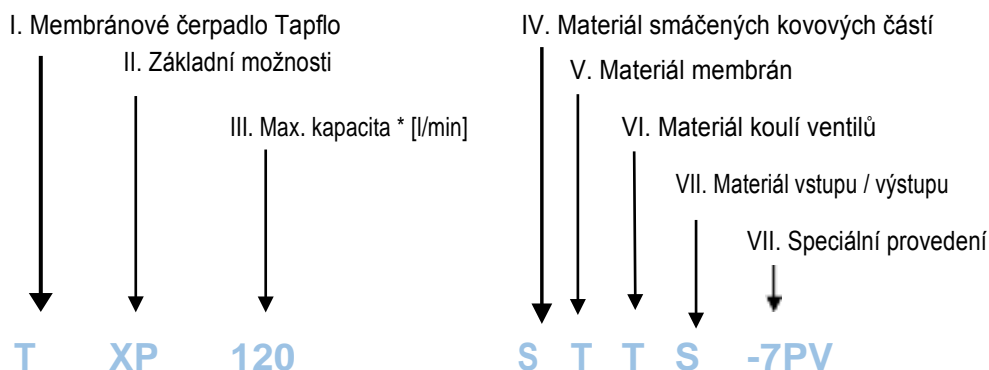 I. Membránové čerpadlo Tapflo
IV. Materiál smáčených kovových částí
II. Základní možnosti
V. Materiál membrán
III. Max. kapacita * [l/min]
VI. Materiál koulí ventilů
VII. Materiál vstupu / výstupu
VII. Speciální provedení
T XP 120 S T T S -7PV